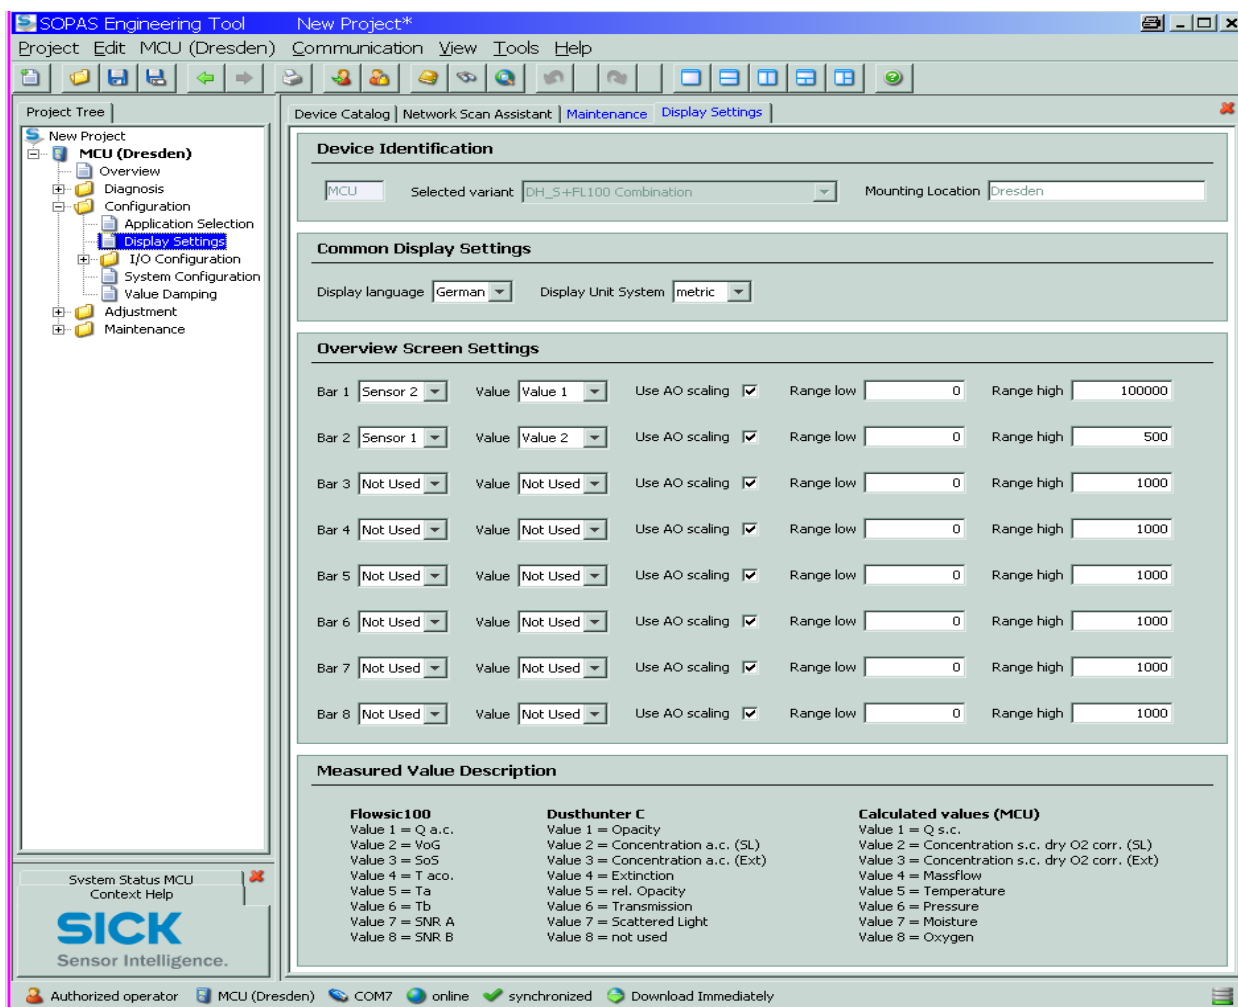 SOPAS Engineering Tool New Project*
Project Edit MCU (Dresden) Communication View Tools Help
Project Tree
New Project
MCU (Dresden)
Overview
Diagnosis
Configuration
Application Selection
Display Settings
I/O Configuration
System Configuration
Value Damping
Adjustment
Maintenance
System Status MCU
Context Help
SICK
Sensor Intelligence.
Device Catalog Network Scan Assistant Maintenance Display Settings
Device Identification
MCU Selected variant DH_S+FL100 Combination Mounting Location Dresden
Common Display Settings
Display language German Display Unit System metric
Overview Screen Settings
Bar 1 Sensor 2 Value Value 1 Use AO scaling Range low 0 Range high 100000
Bar 2 Sensor 1 Value Value 2 Use AO scaling Range low 0 Range high 500
Bar 3 Not Used Value Not Used Use AO scaling Range low 0 Range high 1000
Bar 4 Not Used Value Not Used Use AO scaling Range low 0 Range high 1000
Bar 5 Not Used Value Not Used Use AO scaling Range low 0 Range high 1000
Bar 6 Not Used Value Not Used Use AO scaling Range low 0 Range high 1000
Bar 7 Not Used Value Not Used Use AO scaling Range low 0 Range high 1000
Bar 8 Not Used Value Not Used Use AO scaling Range low 0 Range high 1000
Measured Value Description
Flowsic100
Value 1 = Q a.c.
Value 2 = VoG
Value 3 = SoS
Value 4 = T aco.
Value 5 = Ta
Value 6 = Tb
Value 7 = SNR A
Value 8 = SNR B
Dusthunter C
Value 1 = Opacity
Value 2 = Concentration a.c. (SL)
Value 3 = Concentration a.c. (Ext)
Value 4 = Extinction
Value 5 = rel. Opacity
Value 6 = Transmission
Value 7 = Scattered Light
Value 8 = not used
Calculated values (MCU)
Value 1 = Q s.c.
Value 2 = Concentration s.c. dry O2 corr. (SL)
Value 3 = Concentration s.c. dry O2 corr. (Ext)
Value 4 = Massflow
Value 5 = Temperature
Value 6 = Pressure
Value 7 = Moisture
Value 8 = Oxygen
Authorized operator MCU (Dresden) COM7 online synchronized Download Immediately